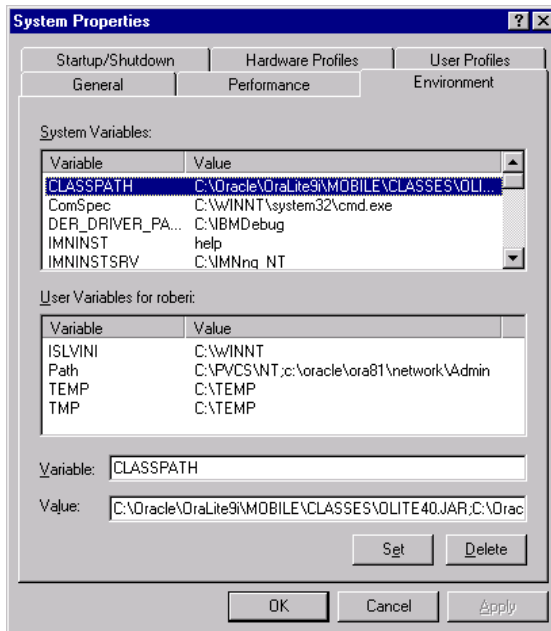 System Properties
Startup/Shutdown Hardware Profiles User Profiles
General Performance Environment
System Variables:
Variable Value
CLASSPATH C:\Oracle\OraLite9i\MOBILE\CLASSES\OLI...
ComSpec C:\WINNT\system32\cmd.exe
DER_DRIVER_PA... C:\IBMDebug
IMNINST help
IMNINSTSRV C:\IMNnq_NT
User Variables for roberi:
Variable Value
ISLVINI C:\WINNT
Path C:\PVCS\NT;c:\oracle\ora81\network\Admin
TEMP C:\TEMP
TMP C:\TEMP
Variable: CLASSPATH
Value: C:\Oracle\OraLite9i\MOBILE\CLASSES\OLITE40.JAR;C:\Orac
Set Delete
OK Cancel Apply